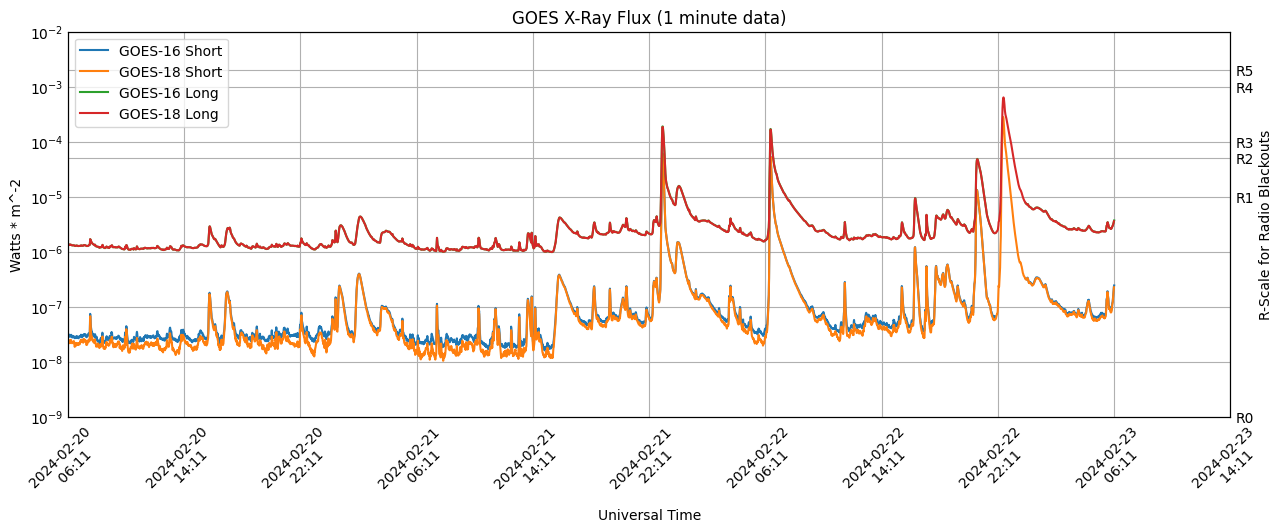 GOES X-Ray Flux (1 minute data)
GOES-16 Short
GOES-18 Short
GOES-16 Long
GOES-18 Long
Watts * m^-2
10⁻²
10⁻³
10⁻⁴
10⁻⁵
10⁻⁶
10⁻⁷
10⁻⁸
10⁻⁹
R5
R4
R3
R2
R1
R0
R-Scale for Radio Blackouts
2024-02-20
06:11
2024-02-20
14:11
2024-02-20
22:11
2024-02-21
06:11
2024-02-21
14:11
2024-02-21
22:11
2024-02-22
06:11
2024-02-22
14:11
2024-02-22
22:11
2024-02-23
06:11
2024-02-23
14:11
Universal Time